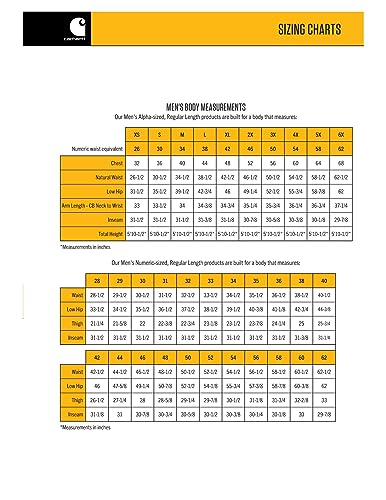 carhartt
SIZING CHARTS
MEN'S BODY MEASUREMENTS
Our Men's Alpha-sized, Regular Length products are built for a body that measures:
XS S M L XL 2X 3X 4X 5X 6X
Numeric waist equivalent 26 30 34 38 42 46 50 54 58 62
Chest 32 36 40 44 48 52 56 60 64 68
Natural Waist 26-1/2 30-1/2 34-1/2 38-1/2 42-1/2 46-1/2 50-1/2 54-1/2 58-1/2 62-1/2
Low Hip 31-1/2 35-1/2 39-1/2 42-3/4 46 49-1/4 52-1/2 55-3/4 58-7/8 62
Arm Length - CB Neck to Wrist 33 33-1/2 34 34-3/8 34-3/4 35-1/4 35-3/4 36-1/4 36-3/4 37-1/4
Inseam 31-1/2 31-1/2 31-1/2 31-3/8 31-1/8 30-7/8 30-5/8 30-3/8 30-1/8 29-7/8
Total Height 5'10-1/2" 5'10-1/2" 5'10-1/2" 5'10-1/2" 5'10-1/2" 5'10-1/2" 5'10-1/2" 5'10-1/2" 5'10-1/2" 5'10-1/2"
*Measurements in inches
Our Men's Numeric-sized, Regular Length products are built for a body that measures:
28 29 30 31 32 33 34 35 36 38 40
Waist 28-1/2 29-1/2 30-1/2 31-1/2 32-1/2 33-1/2 34-1/2 35-1/2 36-1/2 38-1/2 40-1/2
Low Hip 33-1/2 34-1/2 35-1/2 36-1/2 37-1/2 38-1/2 39-1/2 40-3/8 41-1/8 42-3/4 44-3/8
Thigh 21-1/4 21-5/8 22 22-3/8 22-3/4 23-1/8 23-1/2 23-7/8 24-1/4 25 25-3/4
Inseam 31-1/2 31-1/2 31-1/2 31-1/2 31-1/2 31-1/2 31-1/2 31-1/2 31-1/2 31-3/8 31-1/4
42 44 46 48 50 52 54 56 58 60 62
Waist 42-1/2 44-1/2 46-1/2 48-1/2 50-1/2 52-1/2 54-1/2 56-1/2 58-1/2 60-1/2 62-1/2
Low Hip 46 47-5/8 49-1/4 50-7/8 52-1/2 54-1/8 55-3/4 57-3/8 58-7/8 60-3/8 62
Thigh 26-1/2 27-1/4 28 28-5/8 29-1/4 29-7/8 30-1/2 31-1/8 31-3/4 32-2/8 33
Inseam 31-1/8 31 30-7/8 30-3/4 30-5/8 30-1/2 30-3/8 30-1/4 30-1/8 30 29-7/8
*Measurements in inches